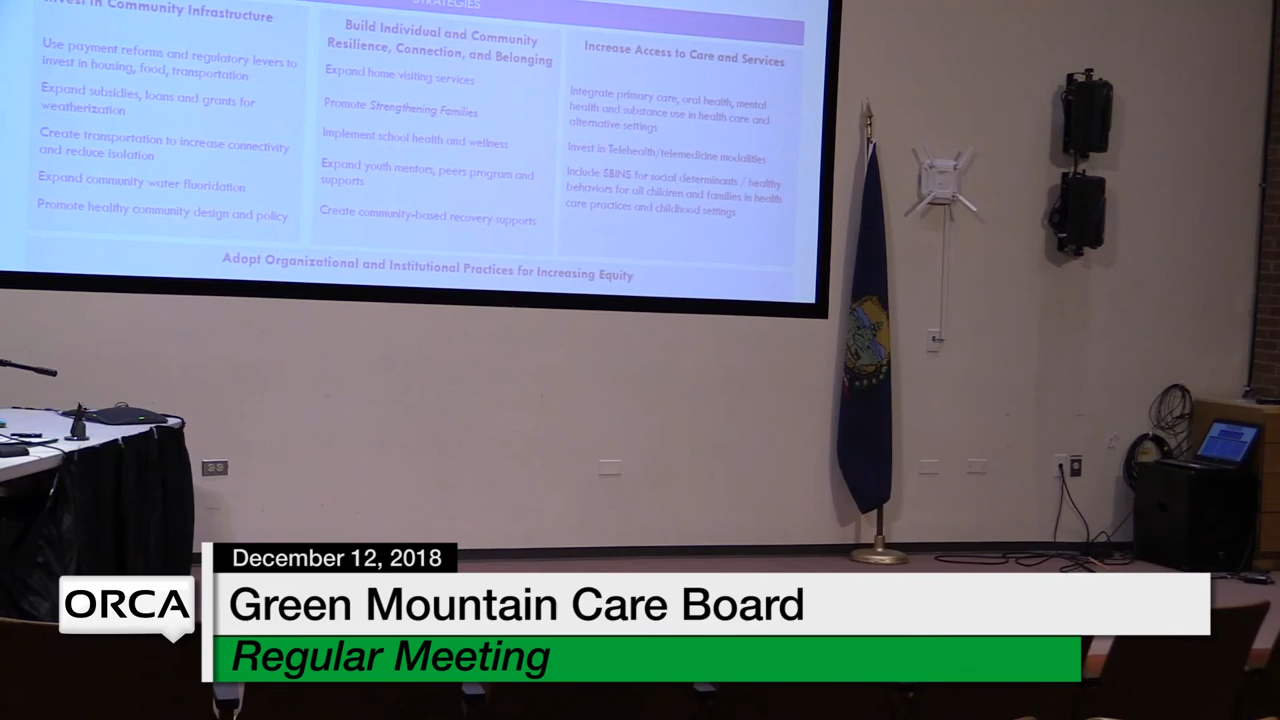 STRATEGIES
Invest in Community Infrastructure
Use payment reforms and regulatory levers to
invest in housing, food, transportation
Expand subsidies, loans and grants for
weatherization
Create transportation to increase connectivity
and reduce isolation
Expand community water fluoridation
Promote healthy community design and policy
Build Individual and Community
Resilience, Connection, and Belonging
Expand home visiting services
Promote Strengthening Families
Implement school health and wellness
Expand youth mentors, peers program and
supports
Create community-based recovery supports
Increase Access to Care and Services
Integrate primary care, oral health, mental
health and substance use in health care and
alternative settings
Invest in Telehealth/telemedicine modalities
Include SBINS for social determinants / healthy
behaviors for all children and families in health
care practices and childhood settings
Adopt Organizational and Institutional Practices for Increasing Equity
December 12, 2018
ORCA
Green Mountain Care Board
Regular Meeting